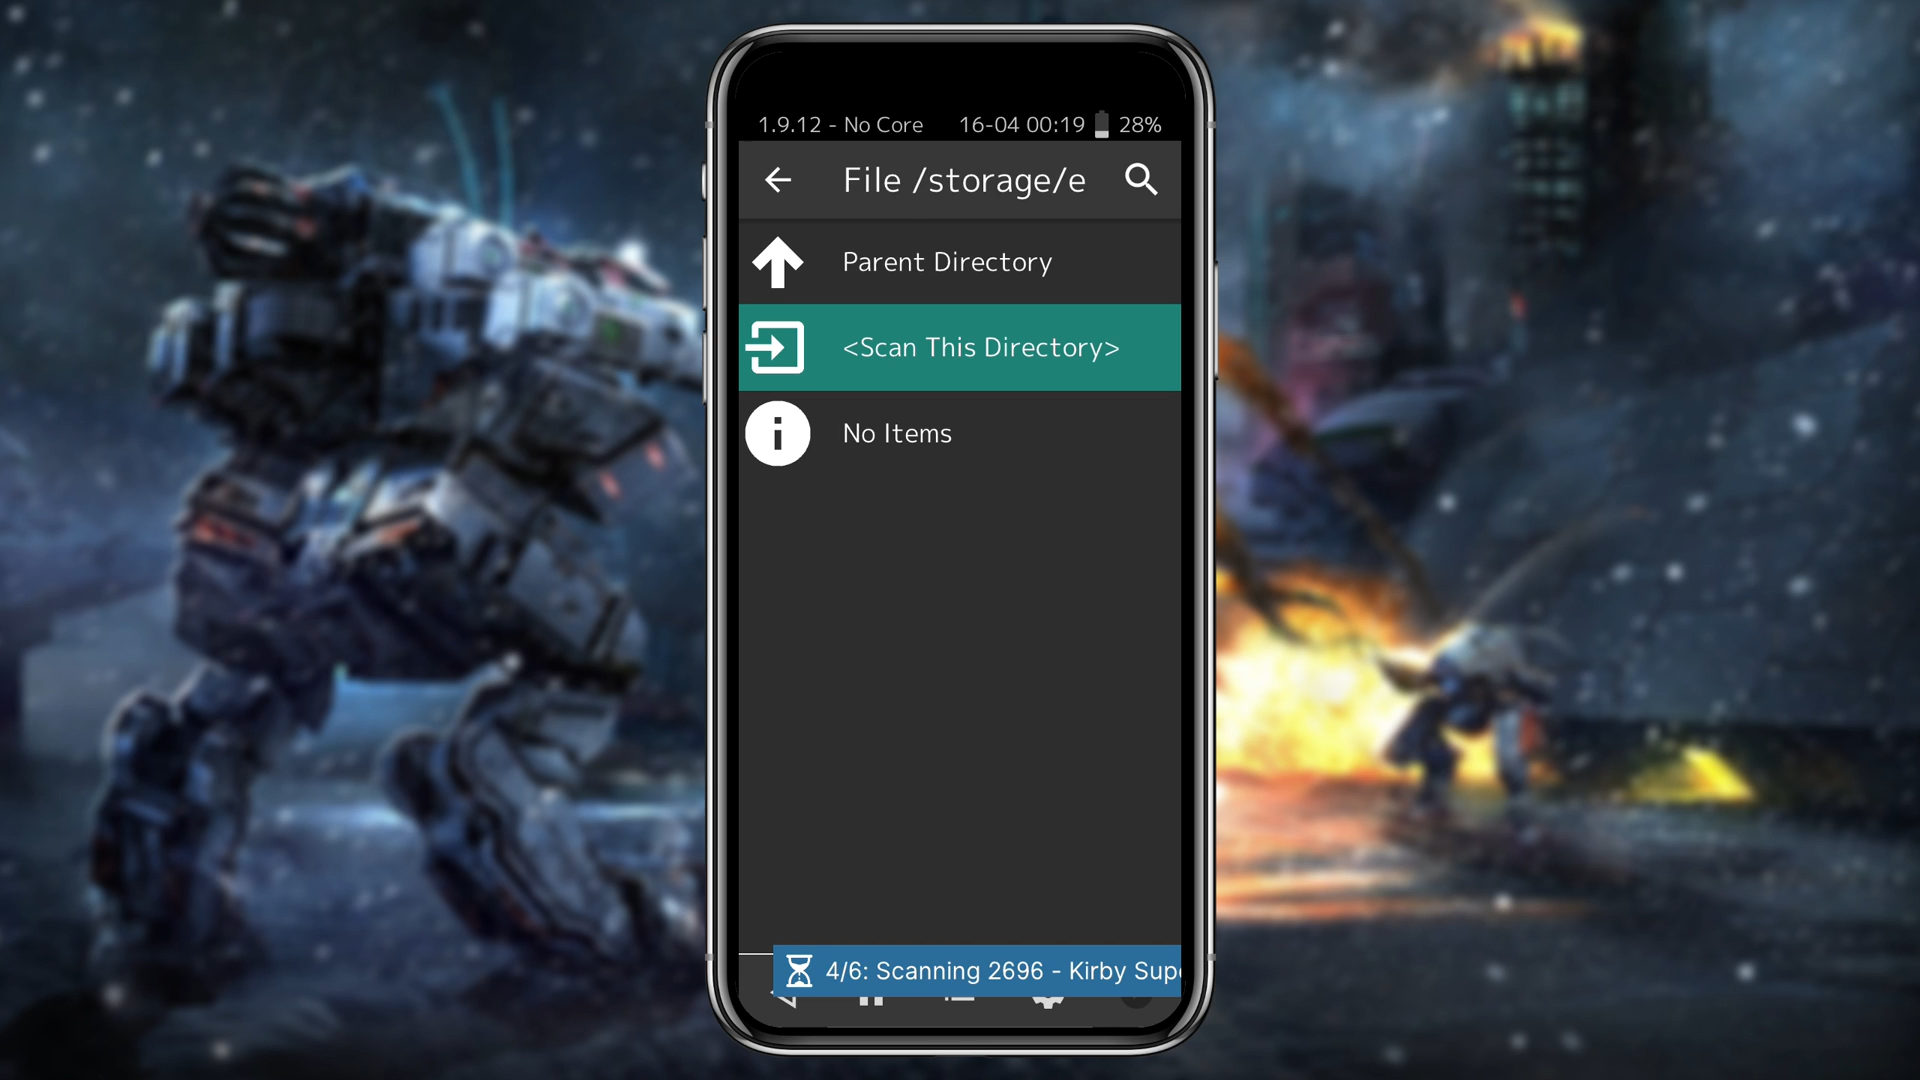 1.9.12 - No Core 16-04 00:19 28%
File /storage/e
Parent Directory
<Scan This Directory>
No Items
4/6: Scanning 2696 - Kirby Supe